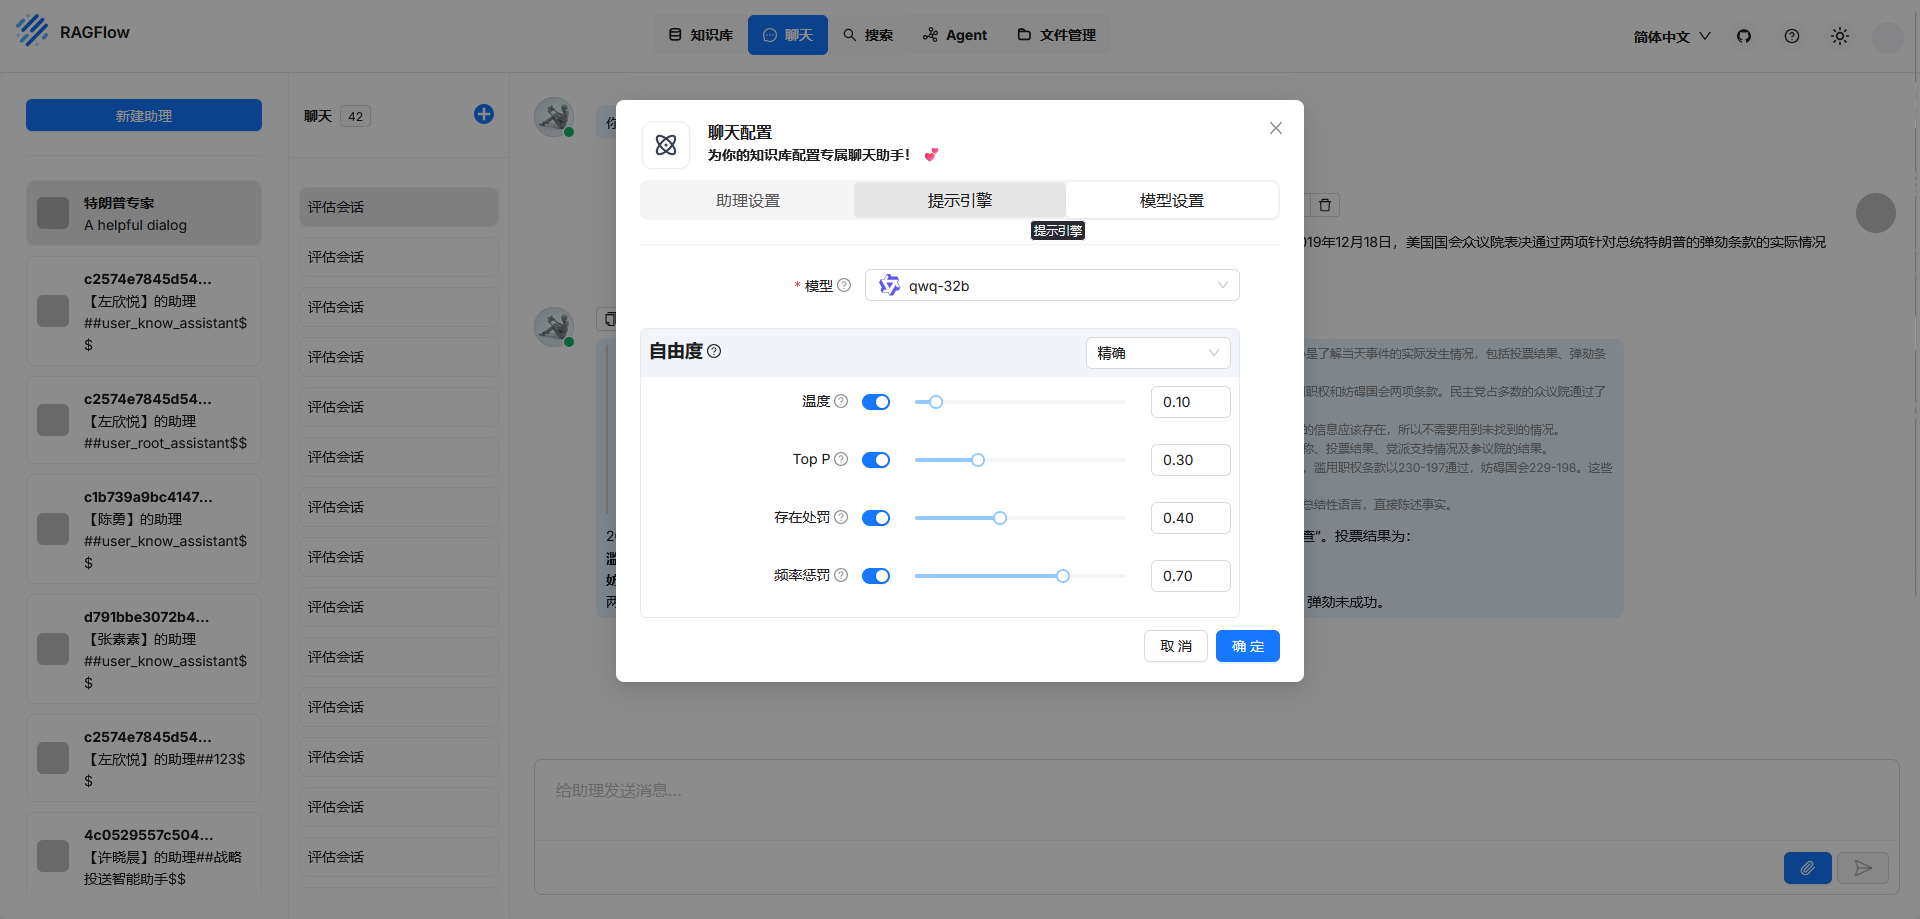 RAGFlow
知识库
聊天
搜索
Agent
文件管理
简体中文
新建助理
特朗普专家
A helpful dialog
c2574e7845d54...
【左欣悦】的助理
##user_know_assistant$
$
c2574e7845d54...
【左欣悦】的助理
##user_root_assistant$$
c1b739a9bc4147...
【陈勇】的助理
##user_know_assistant$
$
d791bbe3072b4...
【张素素】的助理
##user_know_assistant$
$
c2574e7845d54...
【左欣悦】的助理##123$
$
4c0529557c504...
【许晓晨】的助理##战略
投送智能助手$$
聊天 42
评估会话
评估会话
评估会话
评估会话
评估会话
评估会话
评估会话
评估会话
评估会话
评估会话
评估会话
评估会话
评估会话
评估会话
聊天配置
为你的知识库配置专属聊天助手！ 💕
助理设置
提示引擎
模型设置
提示引擎
* 模型
qwq-32b
自由度
精确
温度
0.10
Top P
0.30
存在处罚
0.40
频率惩罚
0.70
取 消
确 定
19年12月18日，美国国会众议院表决通过两项针对总统特朗普的弹劾条款的实际情况
是了解当天事件的实际发生情况，包括投票结果、弹劾条
职权和妨碍国会两项条款。民主党占多数的众议院通过了
的信息应该存在，所以不需要用到未找到的情况。
称、投票结果、党派支持情况及参议院的结果。
，滥用职权条款以230-197通过，妨碍国会229-198。这些
总结性语言，直接陈述事实。
查”。投票结果为：
弹劾未成功。
给助理发送消息...